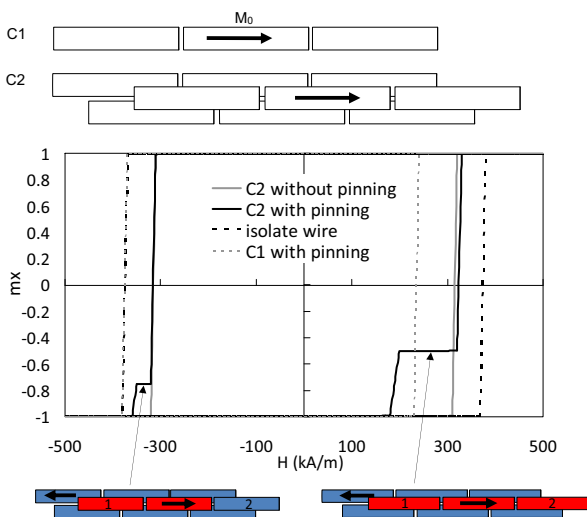 C1
M0
C2
1
0.8
0.6
0.4
0.2
0
-0.2
-0.4
-0.6
-0.8
-1
mx
C2 without pinning
C2 with pinning
isolate wire
C1 with pinning
-500 -300 -100 100 300 500
H (kA/m)
1 2
1 2